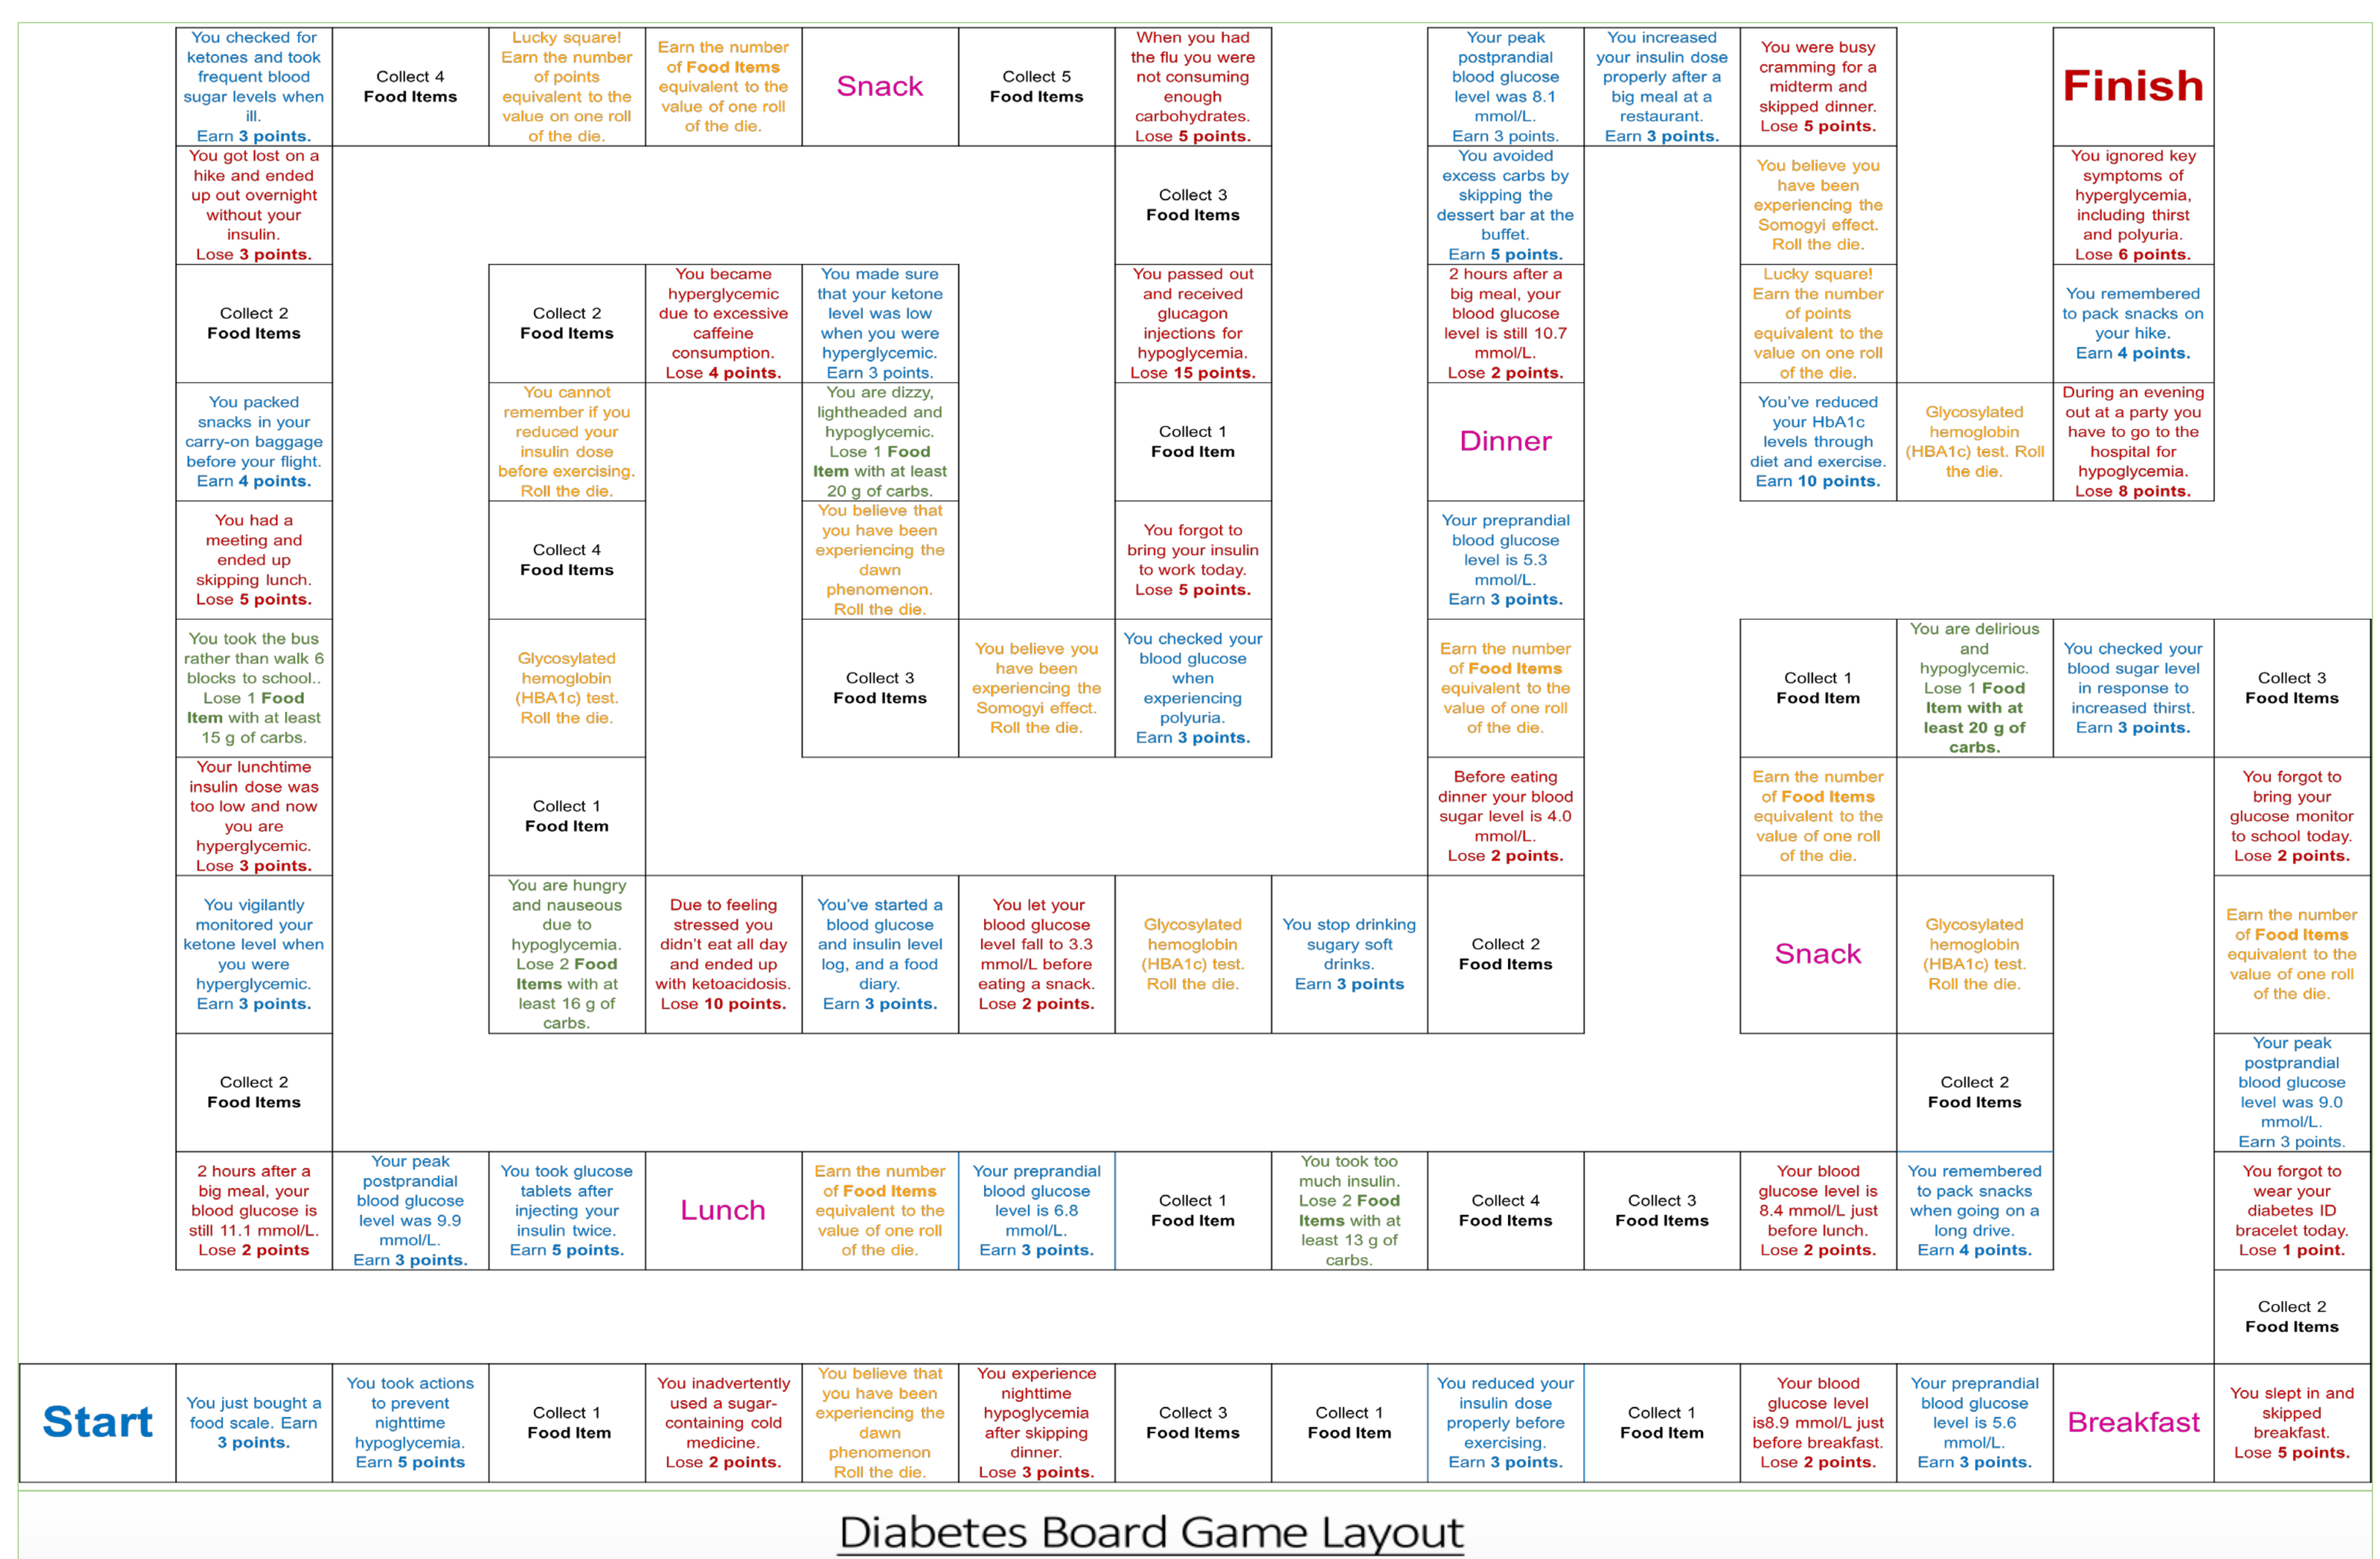 You checked for
ketones and took
frequent blood
sugar levels when
ill.
Earn 3 points.
Collect 4
Food Items
Lucky square!
Earn the number
of points
equivalent to the
value on one roll
of the die.
Earn the number
of Food Items
equivalent to the
value of one roll
of the die.
Snack
Collect 5
Food Items
When you had
the flu you were
not consuming
enough
carbohydrates.
Lose 5 points.
Your peak
postprandial
blood glucose
level was 8.1
mmol/L.
Earn 3 points.
You increased
your insulin dose
properly after a
big meal at a
restaurant.
Earn 3 points.
You were busy
cramming for a
midterm and
skipped dinner.
Lose 5 points.
Finish
You got lost on a
hike and ended
up out overnight
without your
insulin.
Lose 3 points.
Collect 3
Food Items
You avoided
excess carbs by
skipping the
dessert bar at the
buffet.
Earn 5 points.
You believe you
have been
experiencing the
Somogyi effect.
Roll the die.
You ignored key
symptoms of
hyperglycemia,
including thirst
and polyuria.
Lose 6 points.
Collect 2
Food Items
Collect 2
Food Items
You became
hyperglycemic
due to excessive
caffeine
consumption.
Lose 4 points.
You made sure
that your ketone
level was low
when you were
hyperglycemic.
Earn 3 points.
You passed out
and received
glucagon
injections for
hypoglycemia.
Lose 15 points.
2 hours after a
big meal, your
blood glucose
level is still 10.7
mmol/L.
Lose 2 points.
Lucky square!
Earn the number
of points
equivalent to the
value on one roll
of the die.
You remembered
to pack snacks on
your hike.
Earn 4 points.
You packed
snacks in your
carry-on baggage
before your flight.
Earn 4 points.
You cannot
remember if you
reduced your
insulin dose
before exercising.
Roll the die.
You are dizzy,
lightheaded and
hypoglycemic.
Lose 1 Food
Item with at least
20 g of carbs.
Collect 1
Food Item
Dinner
You've reduced
your HbA1c
levels through
diet and exercise.
Earn 10 points.
Glycosylated
hemoglobin
(HBA1c) test. Roll
the die.
During an evening
out at a party you
have to go to the
hospital for
hypoglycemia.
Lose 8 points.
You had a
meeting and
ended up
skipping lunch.
Lose 5 points.
Collect 4
Food Items
You believe that
you have been
experiencing the
dawn
phenomenon.
Roll the die.
You forgot to
bring your insulin
to work today.
Lose 5 points.
Your preprandial
blood glucose
level is 5.3
mmol/L.
Earn 3 points.
You took the bus
rather than walk 6
blocks to school..
Lose 1 Food
Item with at least
15 g of carbs.
Glycosylated
hemoglobin
(HBA1c) test.
Roll the die.
Collect 3
Food Items
You believe you
have been
experiencing the
Somogyi effect.
Roll the die.
You checked your
blood glucose
when
experiencing
polyuria.
Earn 3 points.
Earn the number
of Food Items
equivalent to the
value of one roll
of the die.
Collect 1
Food Item
You are delirious
and
hypoglycemic.
Lose 1 Food
Item with at
least 20 g of
carbs.
You checked your
blood sugar level
in response to
increased thirst.
Earn 3 points.
Collect 3
Food Items
Your lunchtime
insulin dose was
too low and now
you are
hyperglycemic.
Lose 3 points.
Collect 1
Food Item
Before eating
dinner your blood
sugar level is 4.0
mmol/L.
Lose 2 points.
Earn the number
of Food Items
equivalent to the
value of one roll
of the die.
You forgot to
bring your
glucose monitor
to school today.
Lose 2 points.
You vigilantly
monitored your
ketone level when
you were
hyperglycemic.
Earn 3 points.
You are hungry
and nauseous
due to
hypoglycemia.
Lose 2 Food
Items with at
least 16 g of
carbs.
Due to feeling
stressed you
didn't eat all day
and ended up
with ketoacidosis.
Lose 10 points.
You've started a
blood glucose
and insulin level
log, and a food
diary.
Earn 3 points.
You let your
blood glucose
level fall to 3.3
mmol/L before
eating a snack.
Lose 2 points.
Glycosylated
hemoglobin
(HBA1c) test.
Roll the die.
You stop drinking
sugary soft
drinks.
Earn 3 points
Collect 2
Food Items
Snack
Glycosylated
hemoglobin
(HBA1c) test.
Roll the die.
Earn the number
of Food Items
equivalent to the
value of one roll
of the die.
Collect 2
Food Items
Collect 2
Food Items
Your peak
postprandial
blood glucose
level was 9.0
mmol/L.
Earn 3 points.
2 hours after a
big meal, your
blood glucose is
still 11.1 mmol/L.
Lose 2 points
Your peak
postprandial
blood glucose
level was 9.9
mmol/L.
Earn 3 points.
You took glucose
tablets after
injecting your
insulin twice.
Earn 5 points.
Lunch
Earn the number
of Food Items
equivalent to the
value of one roll
of the die.
Your preprandial
blood glucose
level is 6.8
mmol/L.
Earn 3 points.
Collect 1
Food Item
You took too
much insulin.
Lose 2 Food
Items with at
least 13 g of
carbs.
Collect 4
Food Items
Collect 3
Food Items
Your blood
glucose level is
8.4 mmol/L just
before lunch.
Lose 2 points.
You remembered
to pack snacks
when going on a
long drive.
Earn 4 points.
You forgot to
wear your
diabetes ID
bracelet today.
Lose 1 point.
Collect 2
Food Items
Start
You just bought a
food scale. Earn
3 points.
You took actions
to prevent
nighttime
hypoglycemia.
Earn 5 points
Collect 1
Food Item
You inadvertently
used a sugar-
containing cold
medicine.
Lose 2 points.
You believe that
you have been
experiencing the
dawn
phenomenon
Roll the die.
You experience
nighttime
hypoglycemia
after skipping
dinner.
Lose 3 points.
Collect 3
Food Items
Collect 1
Food Item
You reduced your
insulin dose
properly before
exercising.
Earn 3 points.
Collect 1
Food Item
Your blood
glucose level
is8.9 mmol/L just
before breakfast.
Lose 2 points.
Your preprandial
blood glucose
level is 5.6
mmol/L.
Earn 3 points.
Breakfast
You slept in and
skipped
breakfast.
Lose 5 points.
Diabetes Board Game Layout